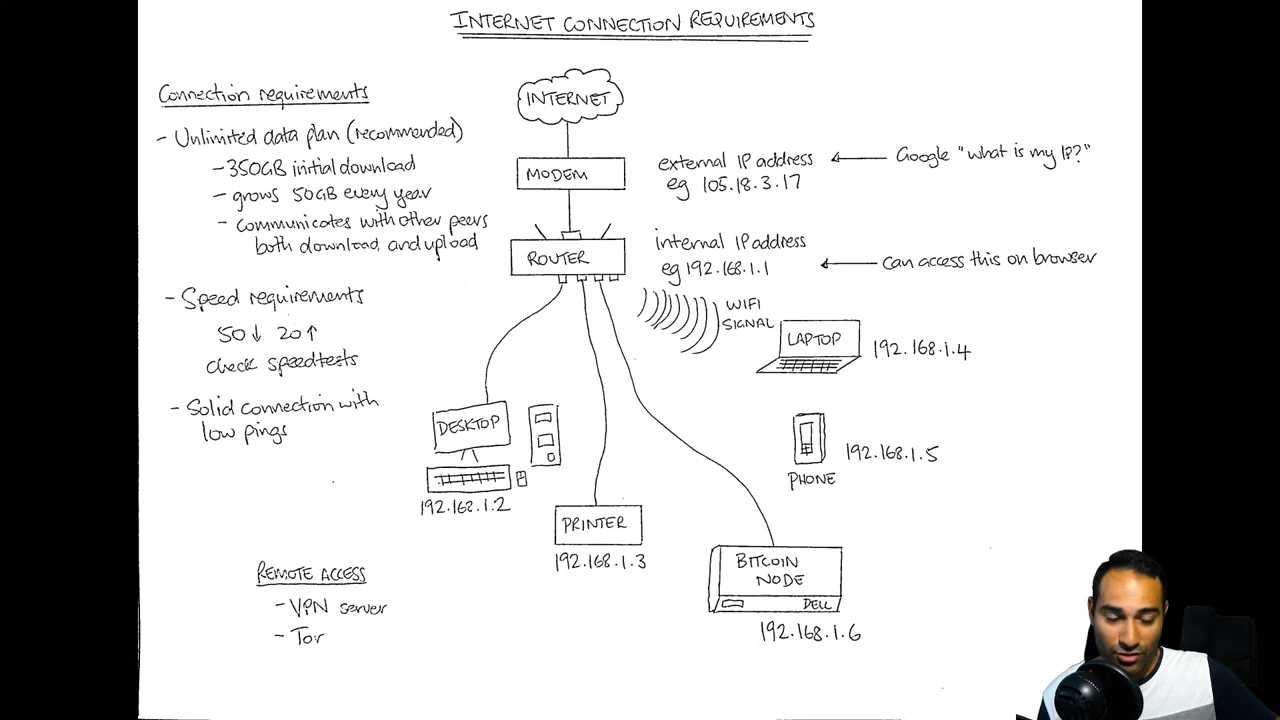 INTERNET CONNECTION REQUIREMENTS
Connection requirements
- Unlimited data plan (recommended)
- 350GB initial download
- grows 50GB every year
- communicates with other peers
both download, and upload
- Speed requirements
50↓ 20↑
check speedtests
- Solid connection with
low pings
INTERNET
MODEM
external IP address
eg 105.18.3.17
← Google "what is my IP?"
ROUTER
internal IP address
eg 192.168.1.1
← can access this on browser
WIFI
SIGNAL
LAPTOP
192.168.1.4
DESKTOP
192.168.1.2
PHONE
192.168.1.5
PRINTER
192.168.1.3
BITCOIN
NODE
DELL
192.168.1.6
REMOTE ACCESS
- VPN server
- Tor